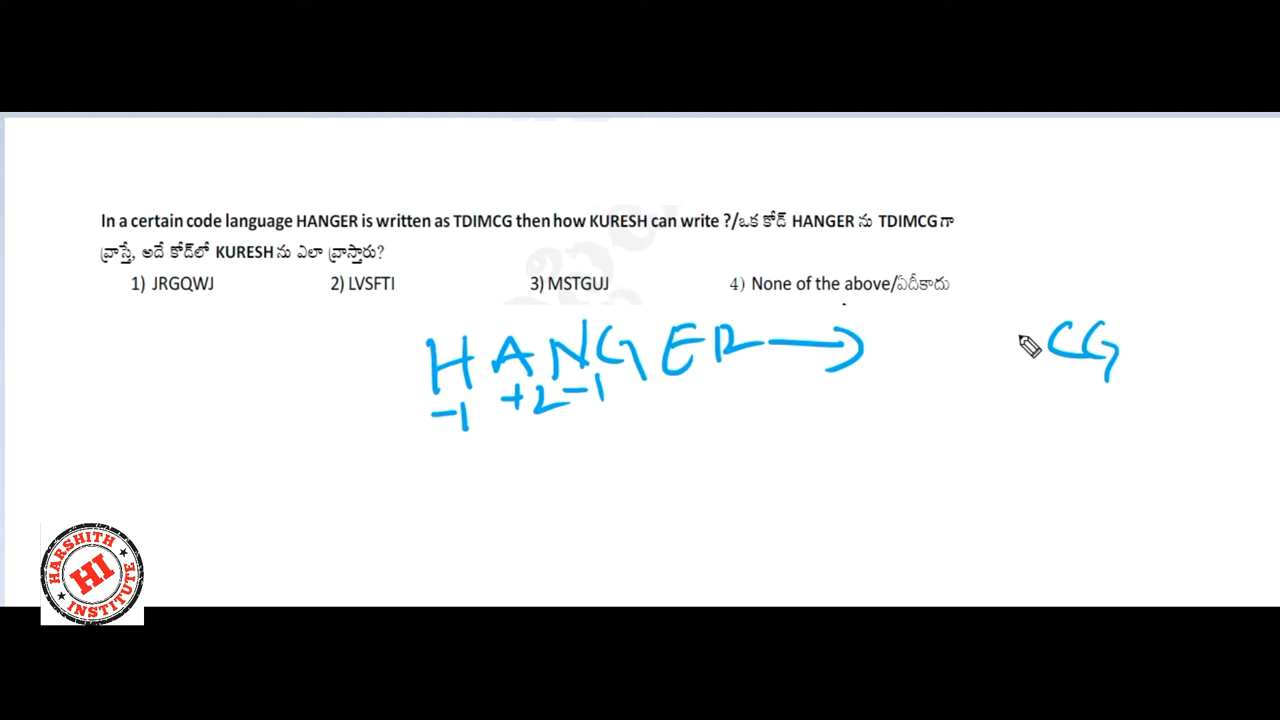 In a certain code language HANGER is written as TDIMCG then how KURESH can write ?/ఒక కోడ్ HANGER ను TDIMCG గా
వ్రాస్తే, అదే కోడ్‌లో KURESH ను ఎలా వ్రాస్తారు?
1) JRGQWJ 2) LVSFTI 3) MSTGUJ 4) None of the above/ఏదీకాదు
HANGER → CG
-1 +2 -1
HARSHITH
HI
INSTITUTE